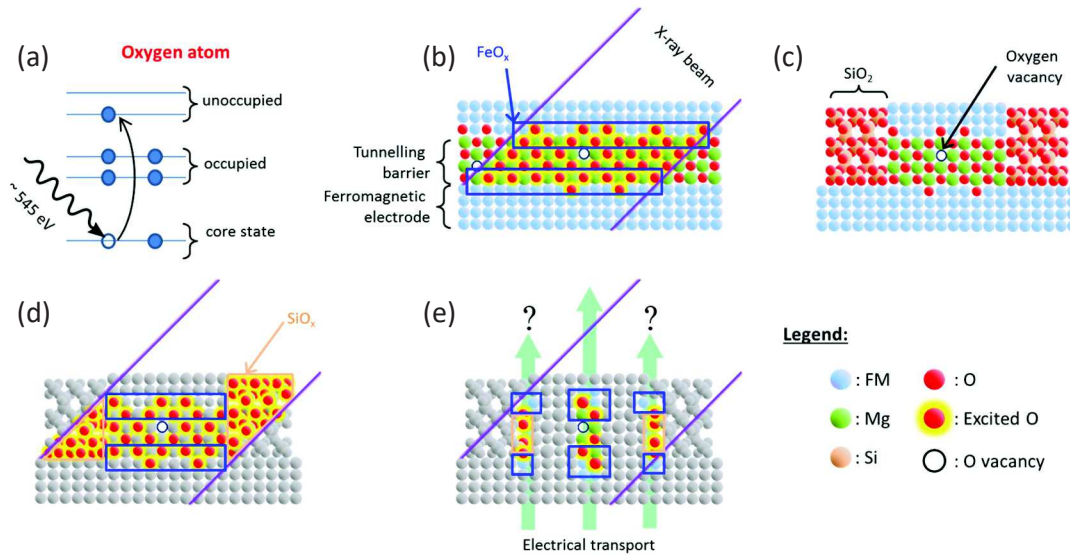 (a)
Oxygen atom
unoccupied
occupied
core state
~ 545 eV
(b)
FeOx
X-ray beam
Tunnelling
barrier
Ferromagnetic
electrode
(c)
SiO2
Oxygen
vacancy
(d)
SiOx
(e)
?
?
Electrical transport
Legend:
: FM
: O
: Mg
: Excited O
: Si
: O vacancy